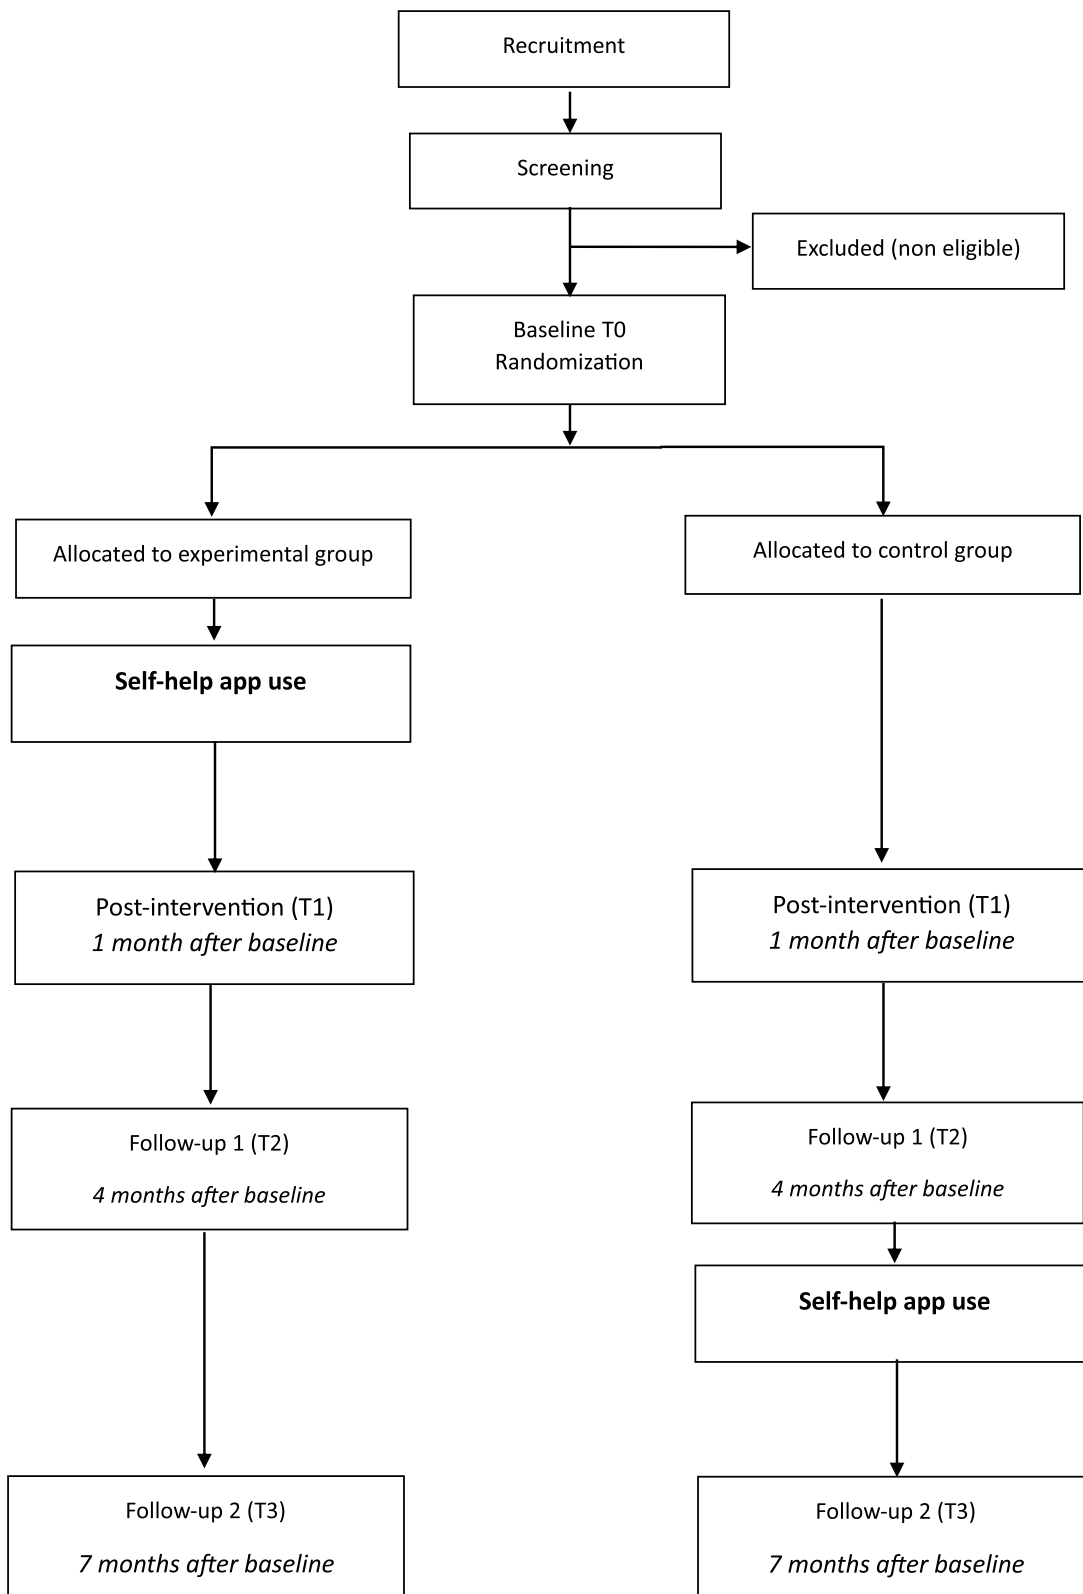 Recruitment
Screening
Excluded (non eligible)
Baseline T0
Randomization
Allocated to experimental group
Allocated to control group
Self-help app use
Post-intervention (T1)
1 month after baseline
Post-intervention (T1)
1 month after baseline
Follow-up 1 (T2)
4 months after baseline
Follow-up 1 (T2)
4 months after baseline
Self-help app use
Follow-up 2 (T3)
7 months after baseline
Follow-up 2 (T3)
7 months after baseline